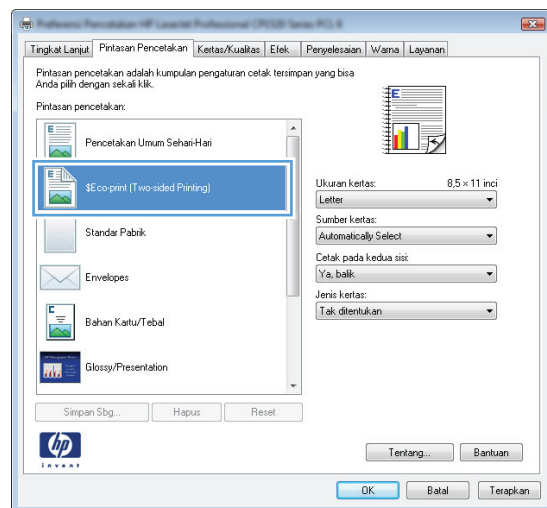 Tingkat Lanjut Pintasan Pencetakan Kertas/Kualitas Efek Penyelesaian Warna Layanan
Pintasan pencetakan adalah kumpulan pengaturan cetak tersimpan yang bisa
Anda pilih dengan sekali klik.
Pintasan pencetakan:
Pencetakan Umum Sehari-Hari
$Eco-print (Two-sided Printing)
Standar Pabrik
Envelopes
Bahan Kartu/Tebal
Glossy/Presentation
Ukuran kertas: 8,5 × 11 inci
Letter
Sumber kertas:
Automatically Select
Cetak pada kedua sisi:
Ya, balik
Jenis kertas:
Tak ditentukan
Simpan Sbg... Hapus Reset
hp
invent
Tentang... Bantuan
OK Batal Terapkan